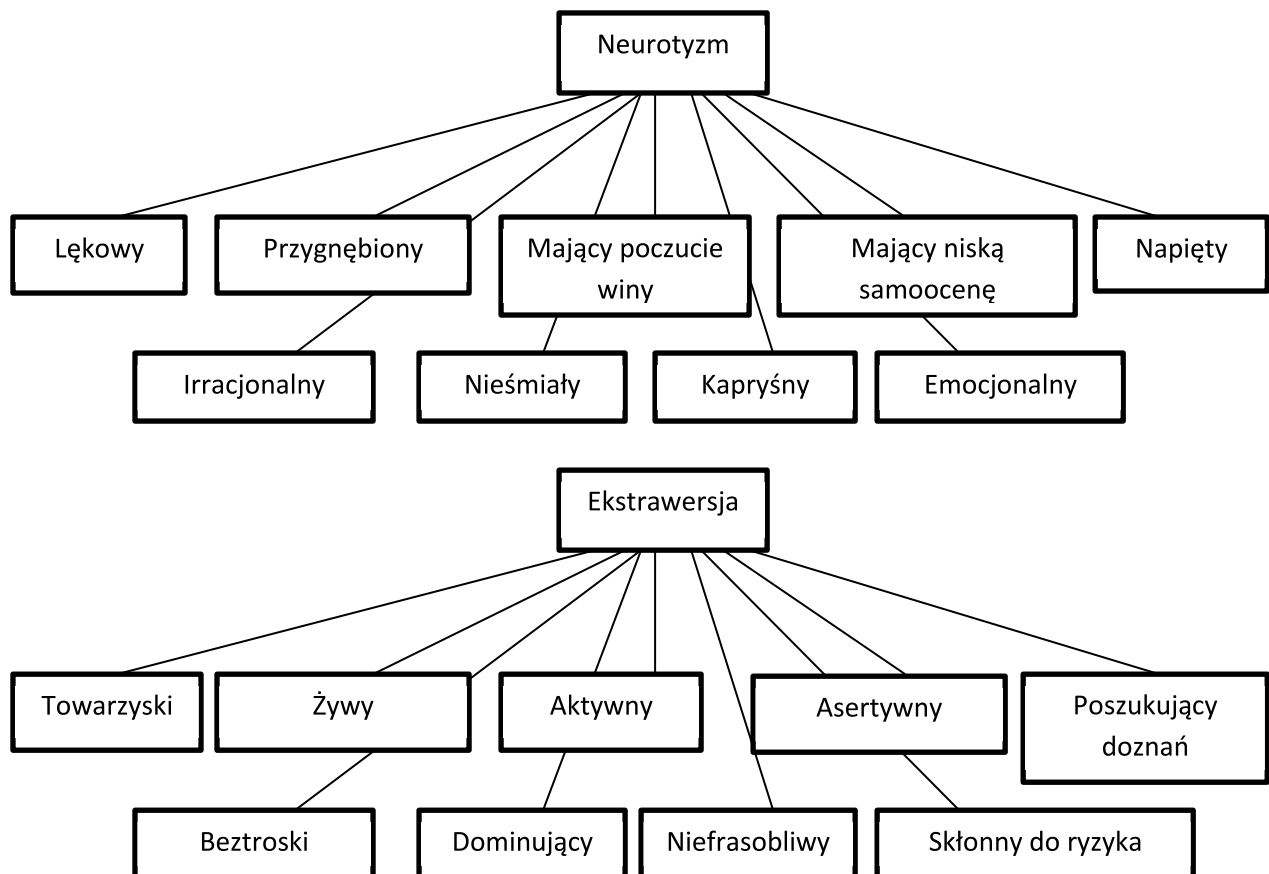 Neurotyzm
Lękowy
Przygnębiony
Mający poczucie
winy
Mający niską
samoocenę
Napięty
Irracjonalny
Nieśmiały
Kapryśny
Emocjonalny
Ekstrawersja
Towarzyski
Żywy
Aktywny
Asertywny
Poszukujący
doznań
Beztroski
Dominujący
Niefrasobliwy
Skłonny do ryzyka